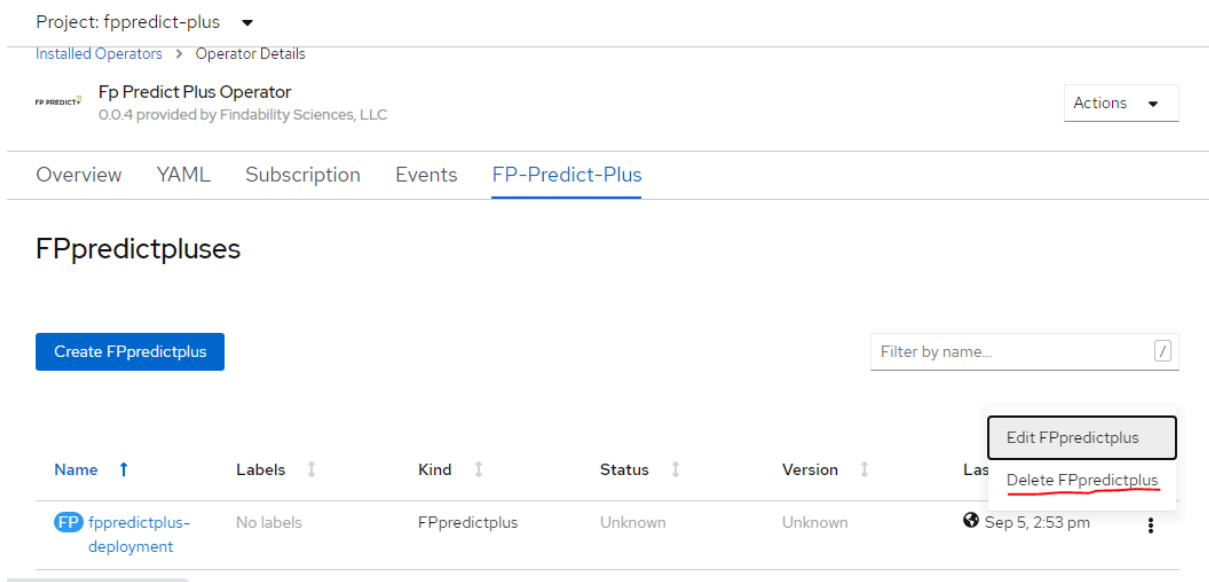 Project: fppredict-plus
Installed Operators > Operator Details
FP PREDICT+
Fp Predict Plus Operator
0.0.4 provided by Findability Sciences, LLC
Actions
Overview YAML Subscription Events FP-Predict-Plus
FPpredictpluses
Create FPpredictplus
Filter by name...
/
Edit FPpredictplus
Delete FPpredictplus
Name Labels Kind Status Version Las
FP fppredictplus-
deployment
No labels FPpredictplus Unknown Unknown Sep 5, 2:53 pm